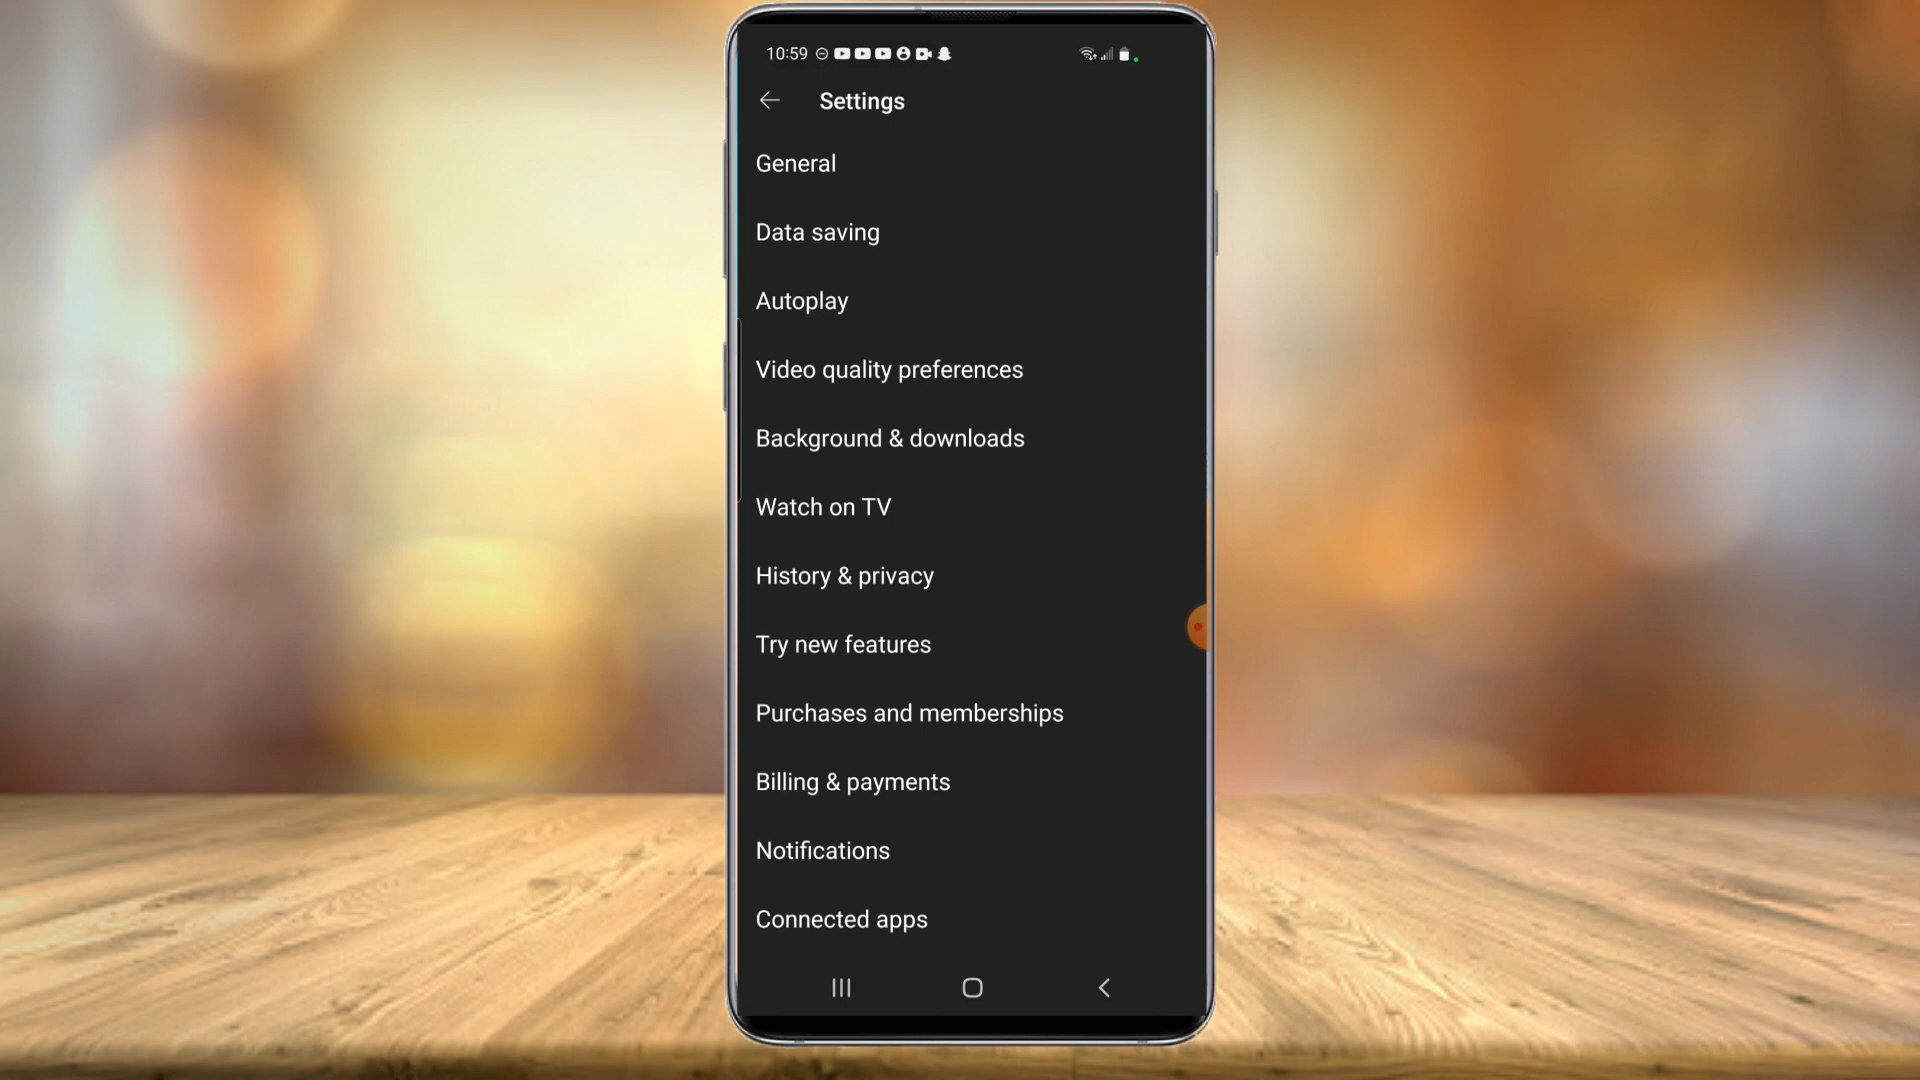 10:59
Settings
General
Data saving
Autoplay
Video quality preferences
Background & downloads
Watch on TV
History & privacy
Try new features
Purchases and memberships
Billing & payments
Notifications
Connected apps